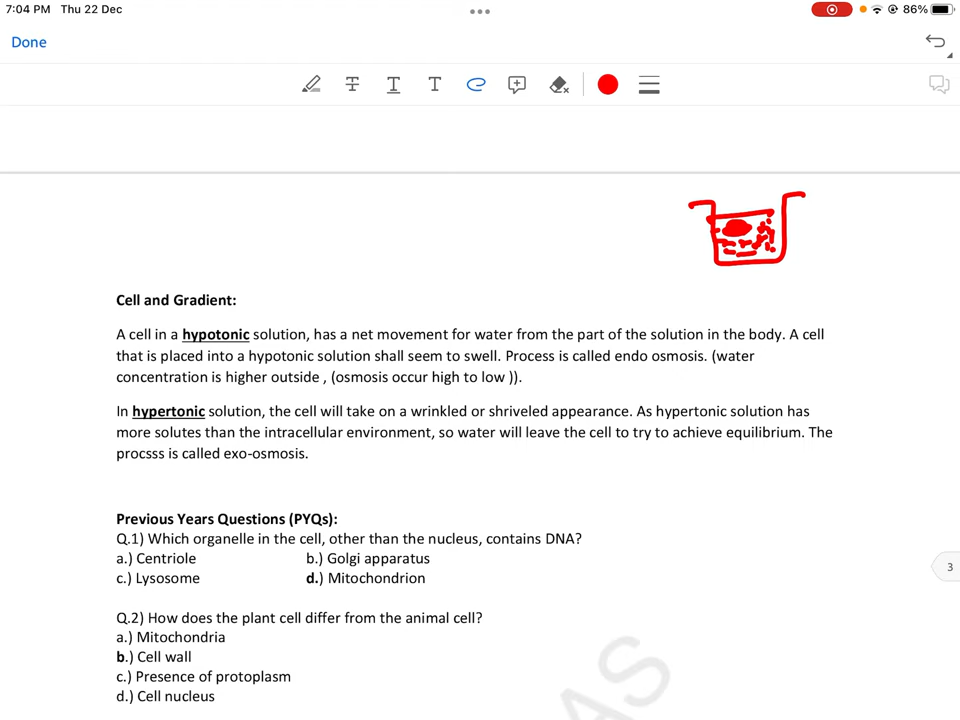 7:04 PM Thu 22 Dec
86%
Done
T T T
Cell and Gradient:
A cell in a hypotonic solution, has a net movement for water from the part of the solution in the body. A cell
that is placed into a hypotonic solution shall seem to swell. Process is called endo osmosis. (water
concentration is higher outside , (osmosis occur high to low )).
In hypertonic solution, the cell will take on a wrinkled or shriveled appearance. As hypertonic solution has
more solutes than the intracellular environment, so water will leave the cell to try to achieve equilibrium. The
procsss is called exo-osmosis.
Previous Years Questions (PYQs):
Q.1) Which organelle in the cell, other than the nucleus, contains DNA?
a.) Centriole b.) Golgi apparatus
3
c.) Lysosome d.) Mitochondrion
Q.2) How does the plant cell differ from the animal cell?
a.) Mitochondria
b.) Cell wall
c.) Presence of protoplasm
d.) Cell nucleus
AS